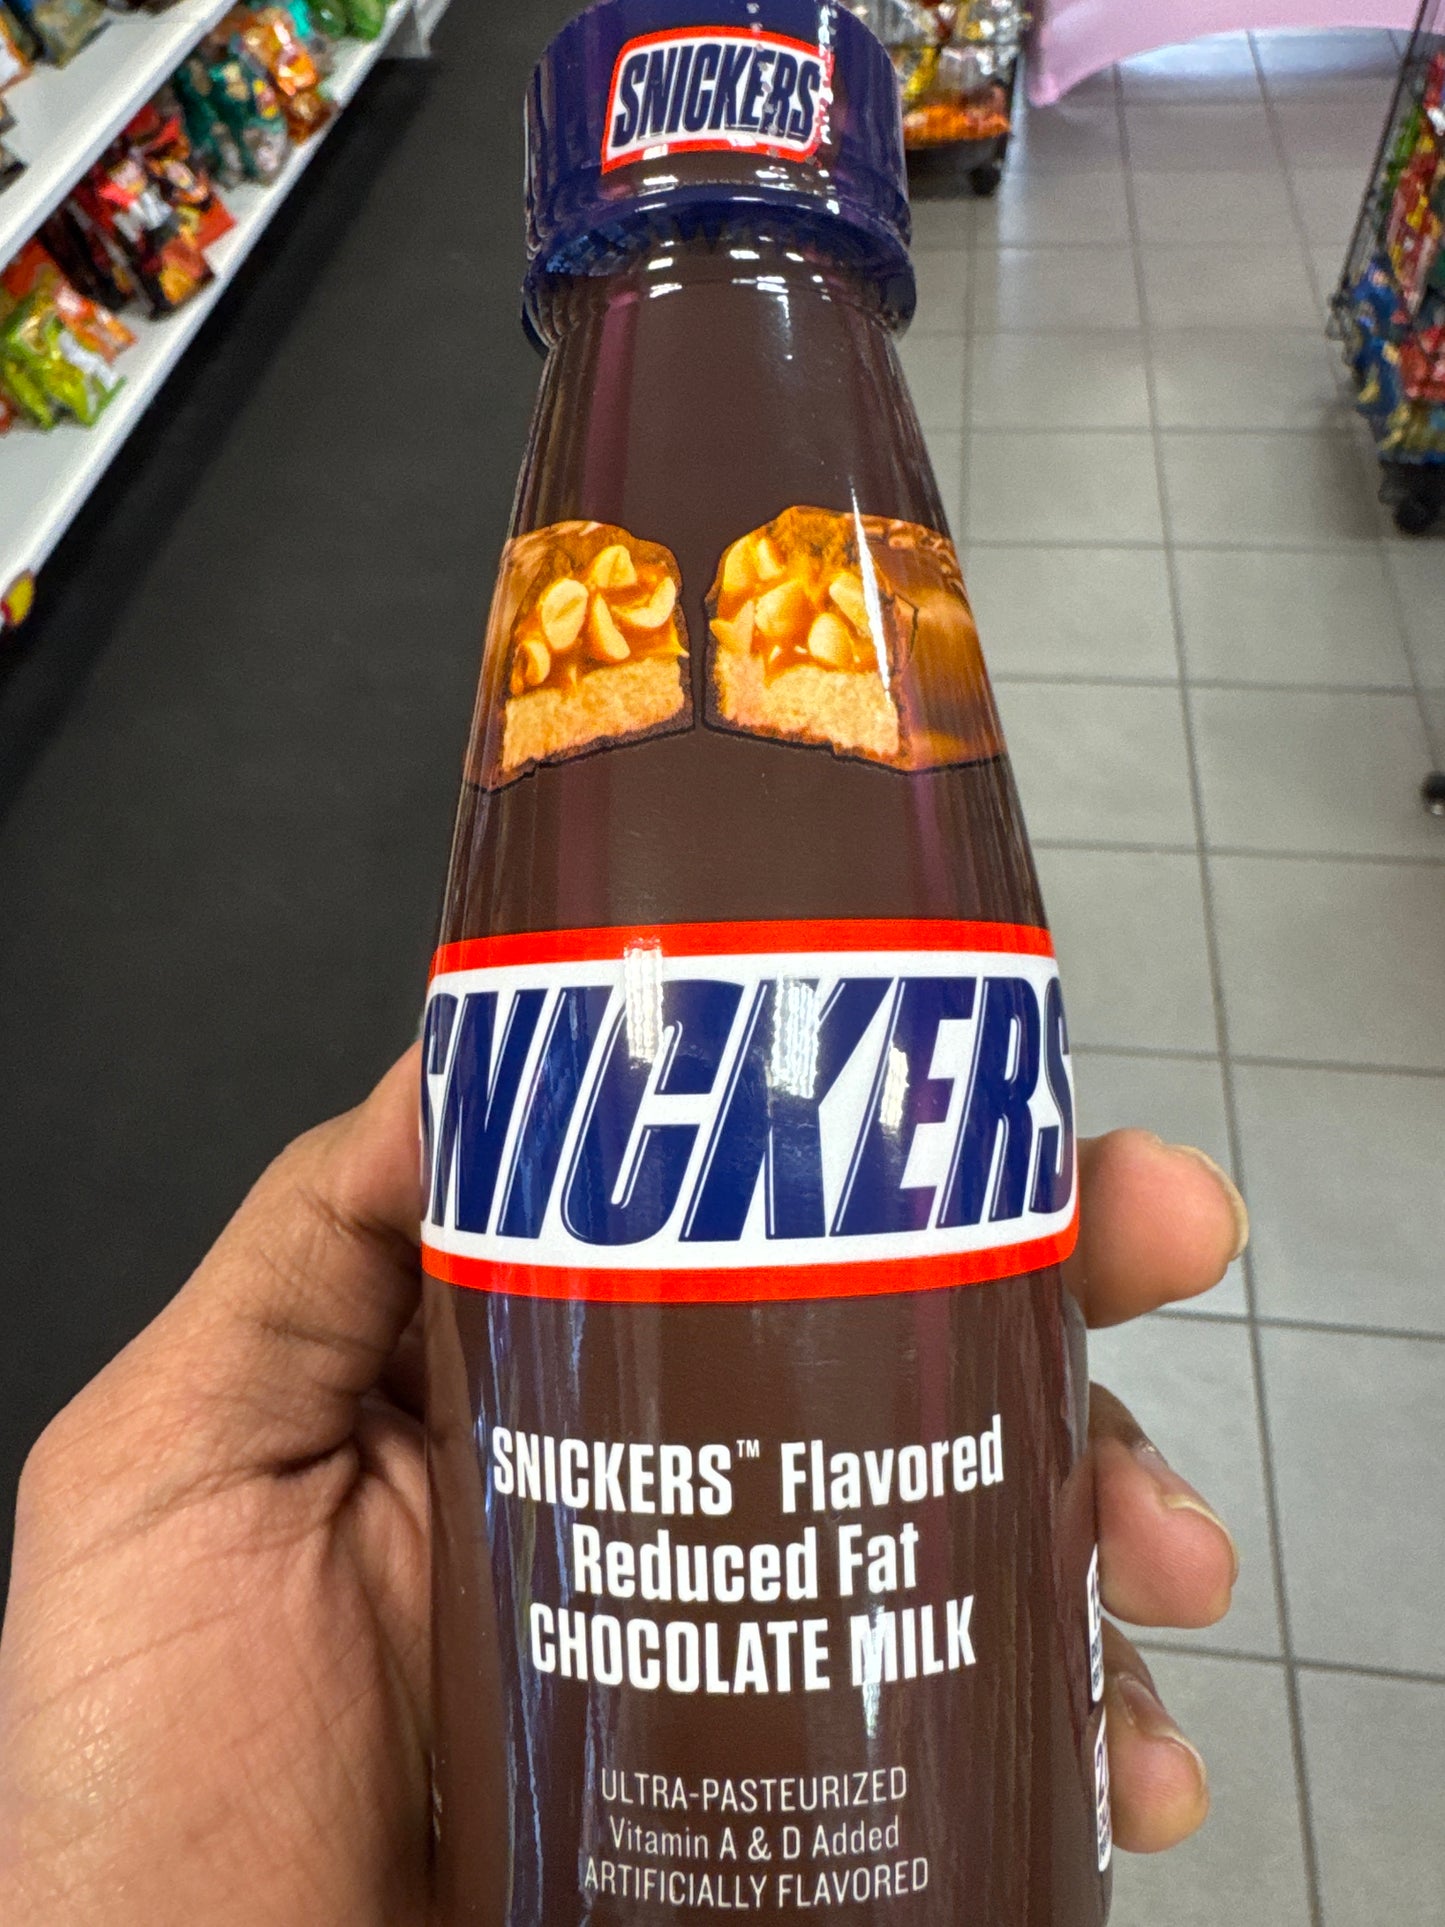 SNICKERS
SNICKERS
SNICKERS™ Flavored
Reduced Fat
CHOCOLATE MILK
ULTRA-PASTEURIZED
Vitamin A & D Added
ARTIFICIALLY FLAVORED